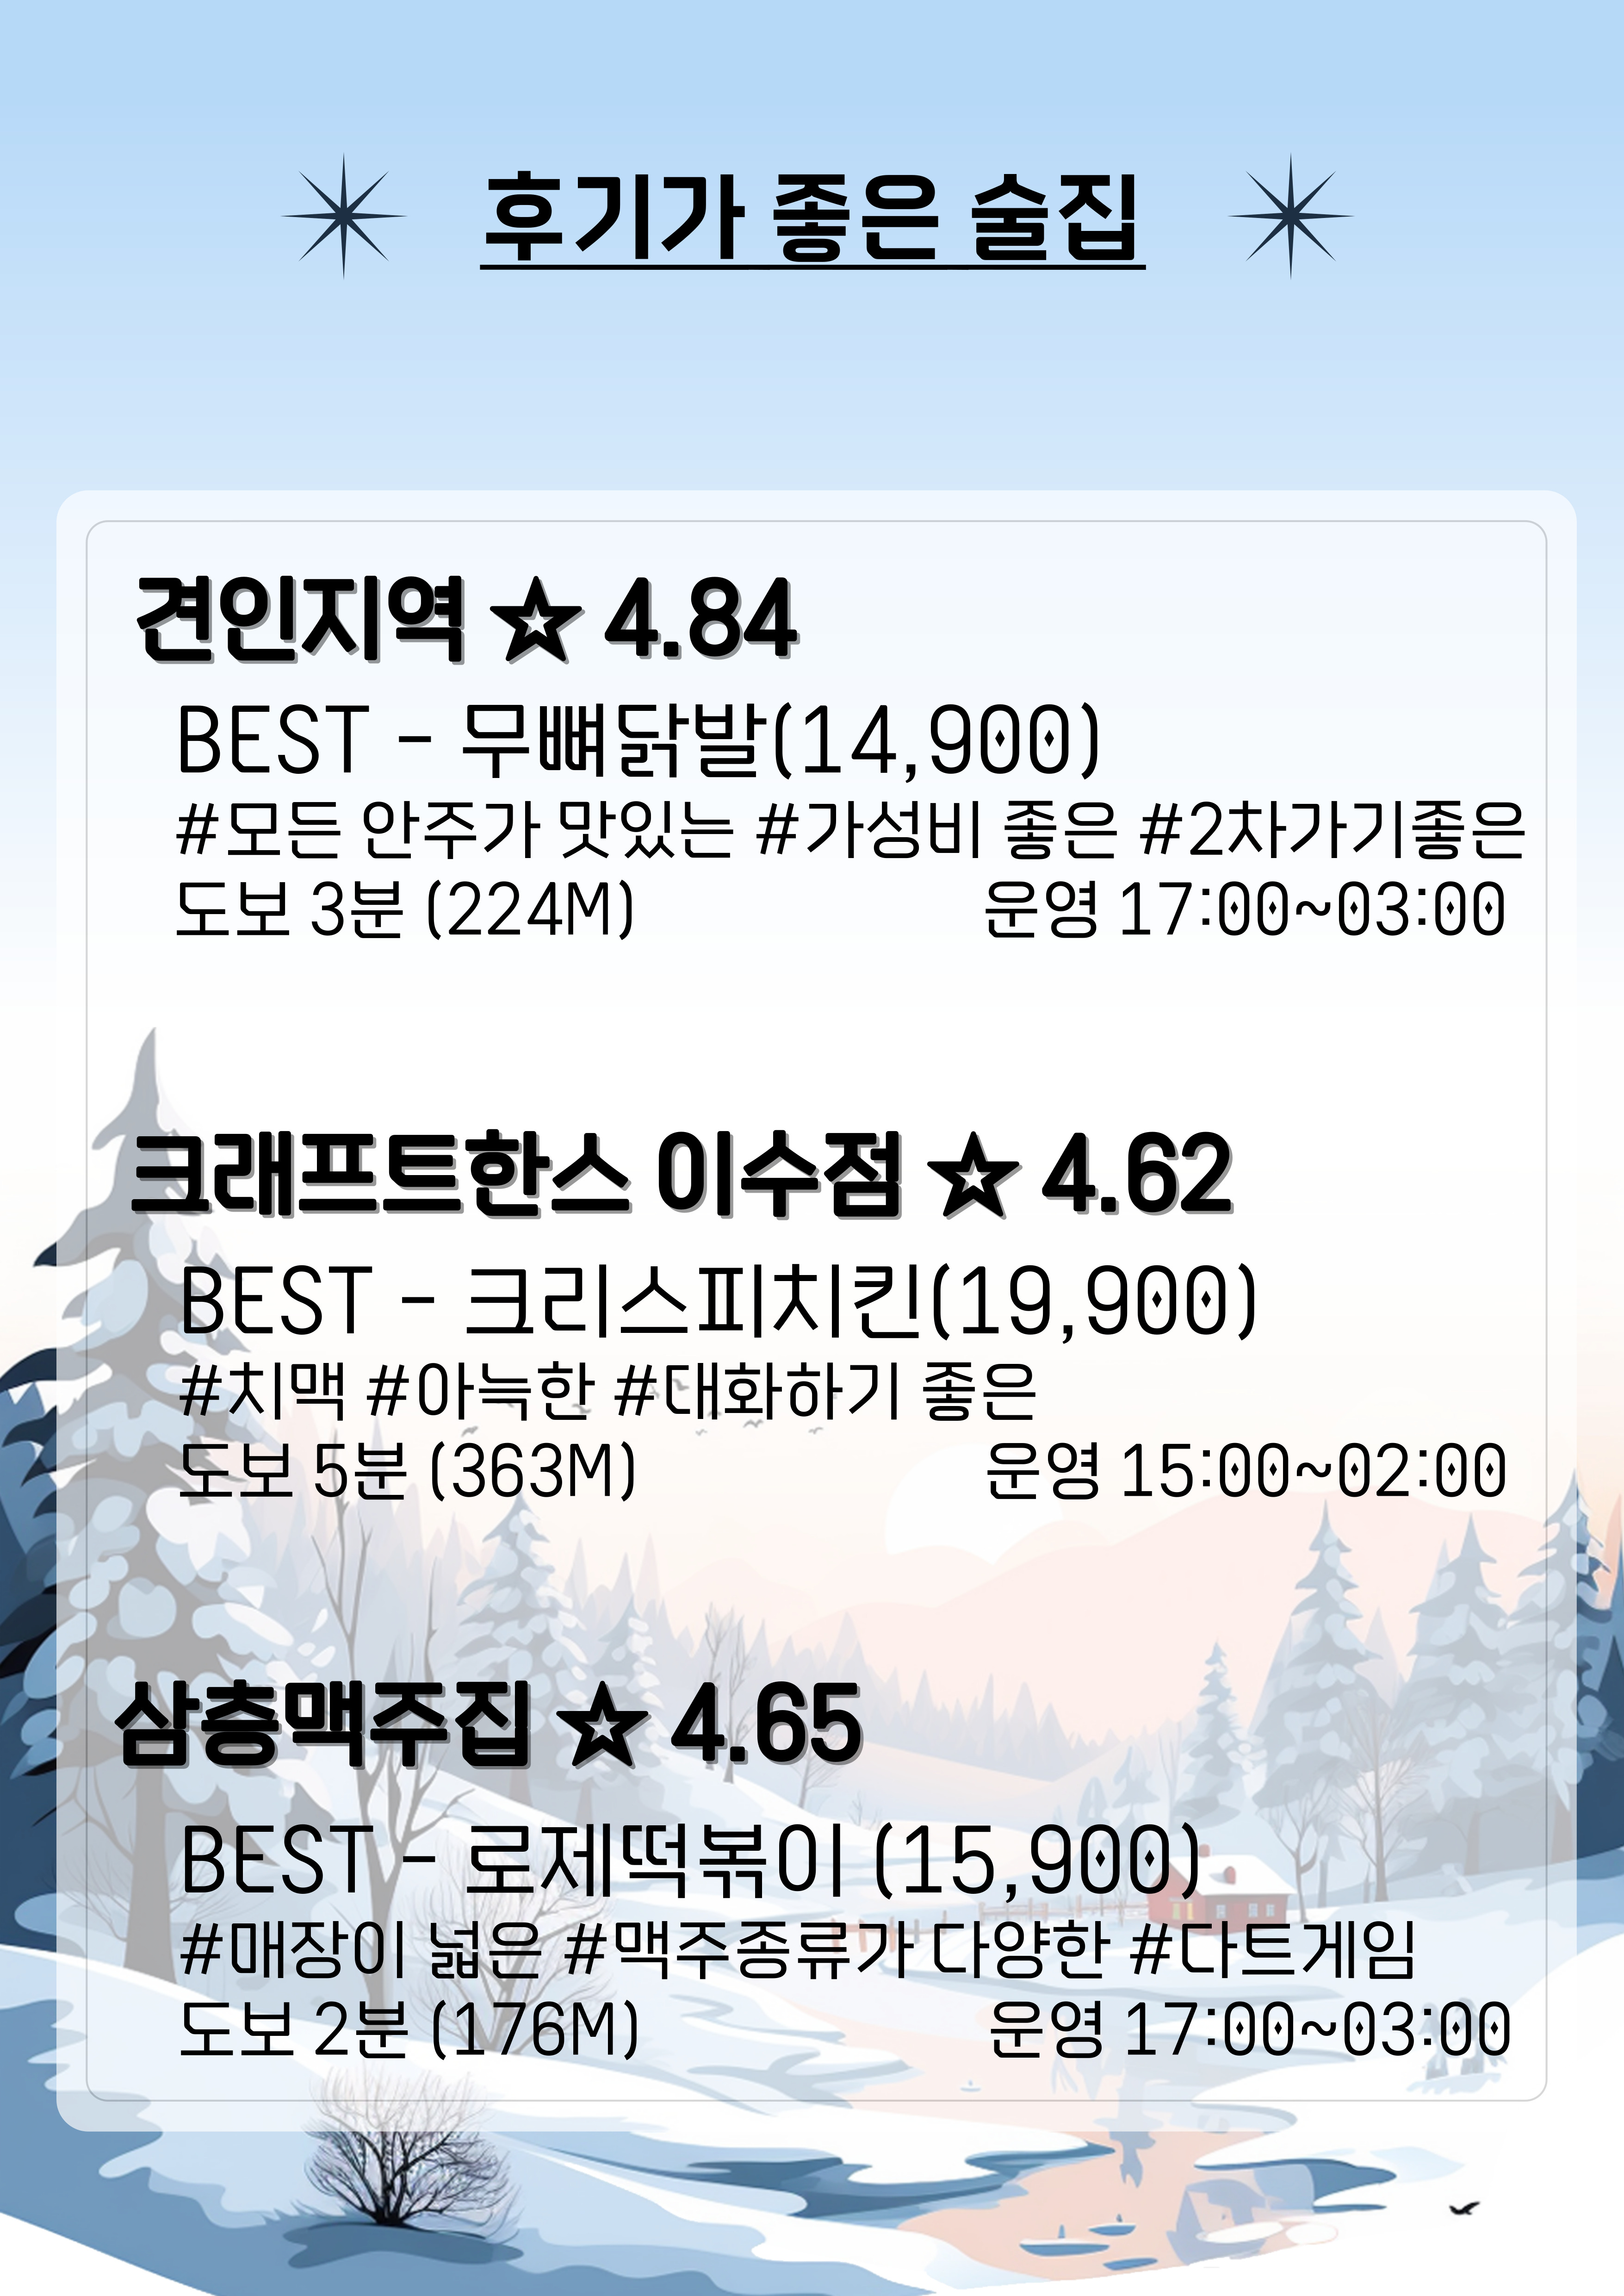 후기가 좋은 술집
견인지역 ☆ 4.84
BEST - 무뼈닭발(14,900)
#모든 안주가 맛있는 #가성비 좋은 #2차가기좋은
도보 3분 (224M) 운영 17:00~03:00
크래프트한스 이수점 ☆ 4.62
BEST - 크리스피치킨(19,900)
#치맥 #아늑한 #대화하기 좋은
도보 5분 (363M) 운영 15:00~02:00
삼층맥주집 ☆ 4.65
BEST - 로제떡볶이 (15,900)
#매장이 넓은 #맥주종류가 다양한 #다트게임
도보 2분 (176M) 운영 17:00~03:00